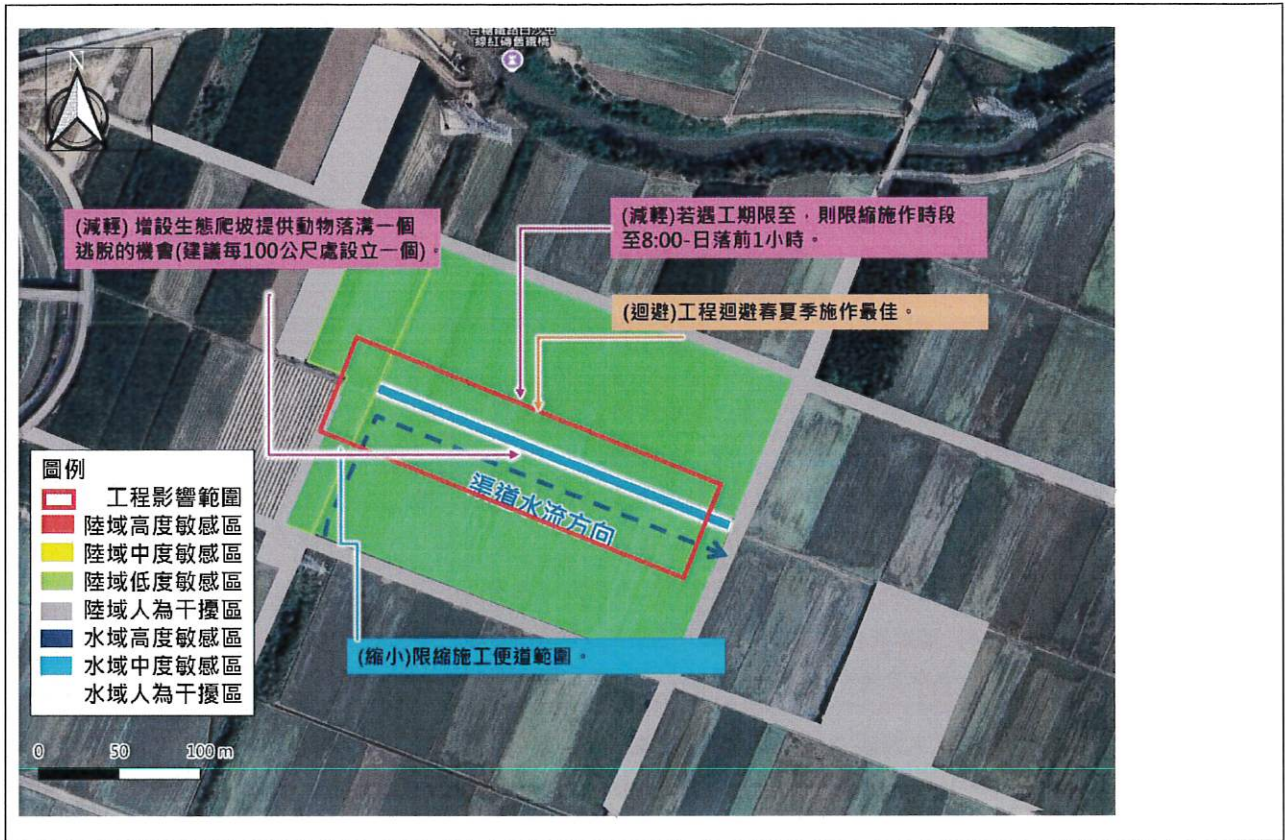 線紅磚舊鐵橋
N
(減輕) 增設生態爬坡提供動物落溝一個
逃脫的機會(建議每100公尺處設立一個)。
(減輕)若遇工期限至,則限縮施作時段
至8:00-日落前1小時。
(迴避)工程迴避春夏季施作最佳。
渠道水流方向
(縮小)限縮施工便道範圍。
圖例
工程影響範圍
陸域高度敏感區
陸域中度敏感區
陸域低度敏感區
陸域人為干擾區
水域高度敏感區
水域中度敏感區
水域人為干擾區
0 50 100 m